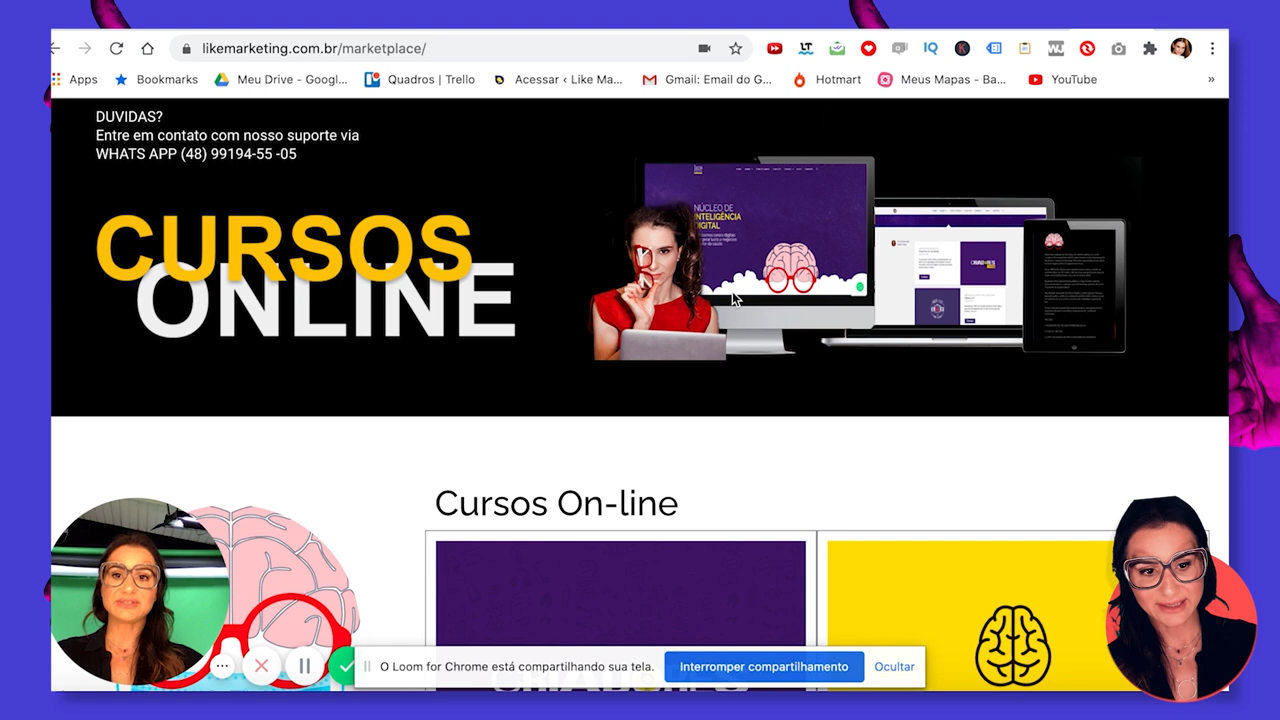 likemarketing.com.br/marketplace/
Apps Bookmarks Meu Drive - Googl... Quadros | Trello Acessar ‹ Like Ma... Gmail: Email do G... Hotmart Meus Mapas - Ba... YouTube »
DUVIDAS?
Entre em contato com nosso suporte via
WHATS APP (48) 99194-55 -05
CURSOS
ONLINE
NÚCLEO DE
INTELIGÊNCIA
DIGITAL
Cursos On-line
CRIADORES
O Loom for Chrome está compartilhando sua tela. Interromper compartilhamento Ocultar